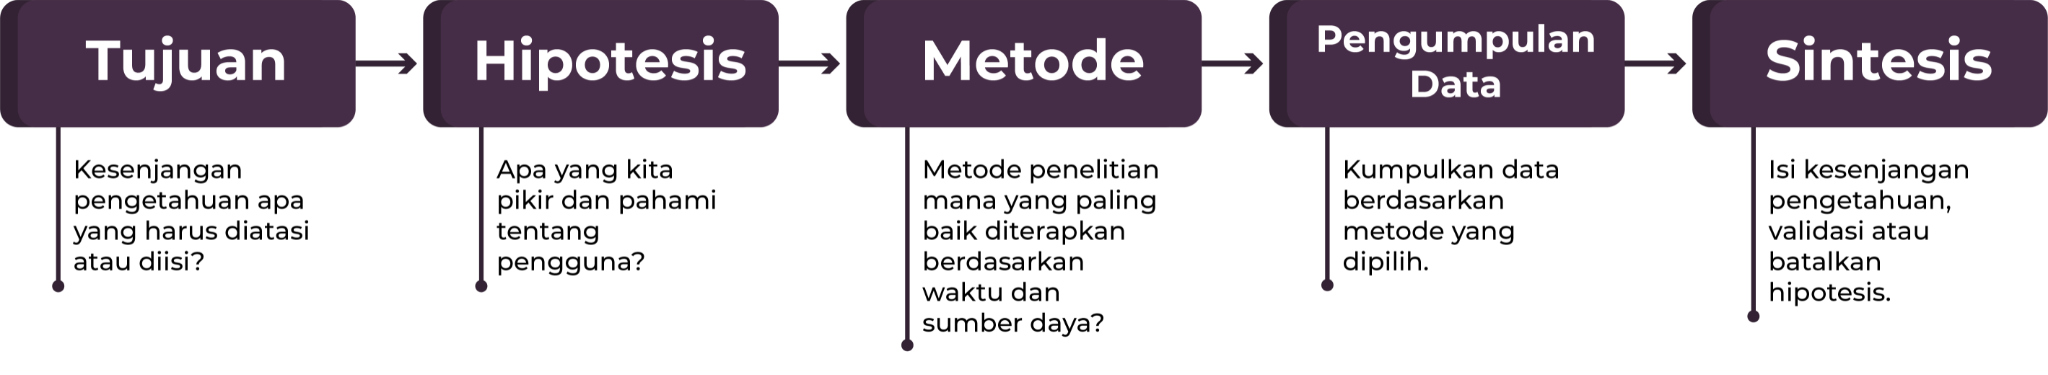 Tujuan
Kesenjangan
pengetahuan apa
yang harus diatasi
atau diisi?
Hipotesis
Apa yang kita
pikir dan pahami
tentang
pengguna?
Metode
Metode penelitian
mana yang paling
baik diterapkan
berdasarkan
waktu dan
sumber daya?
Pengumpulan
Data
Kumpulkan data
berdasarkan
metode yang
dipilih.
Sintesis
Isi kesenjangan
pengetahuan,
validasi atau
batalkan
hipotesis.